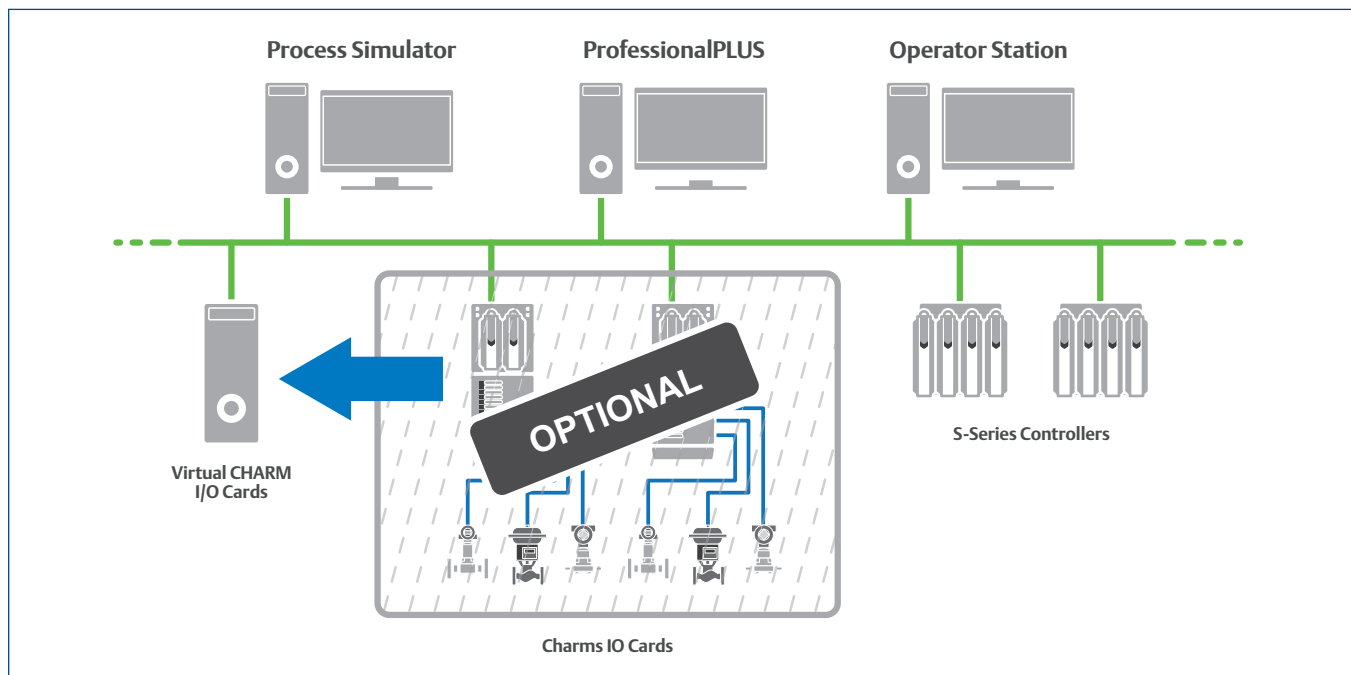 Process Simulator
ProfessionalPLUS
Operator Station
OPTIONAL
Virtual CHARM
I/O Cards
S-Series Controllers
Charms IO Cards